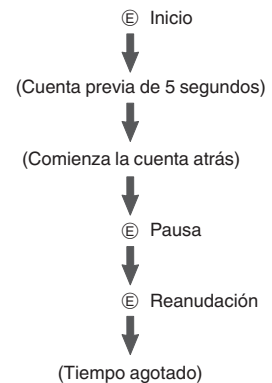 Ⓔ Inicio
(Cuenta previa de 5 segundos)
(Comienza la cuenta atrás)
Ⓔ Pausa
Ⓔ Reanudación
(Tiempo agotado)